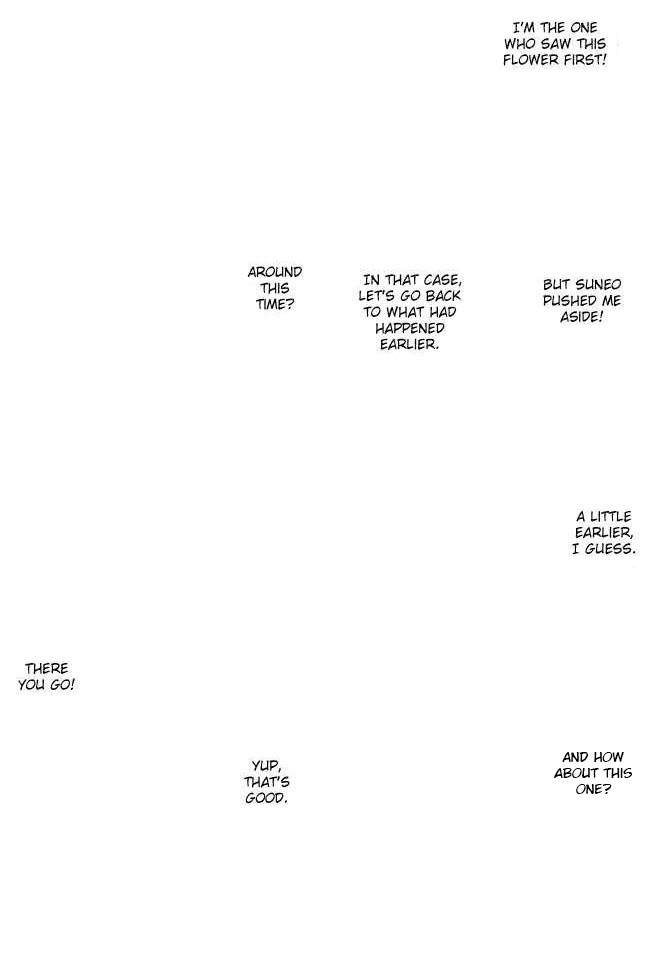 I'M THE ONE
WHO SAW THIS
FLOWER FIRST!
BUT SUNEO
PUSHED ME
ASIDE!
IN THAT CASE,
LET'S GO BACK
TO WHAT HAD
HAPPENED
EARLIER.
AROUND
THIS
TIME?
A LITTLE
EARLIER,
I GUESS.
THERE
YOU GO!
AND HOW
ABOUT THIS
ONE?
YUP,
THAT'S
GOOD.